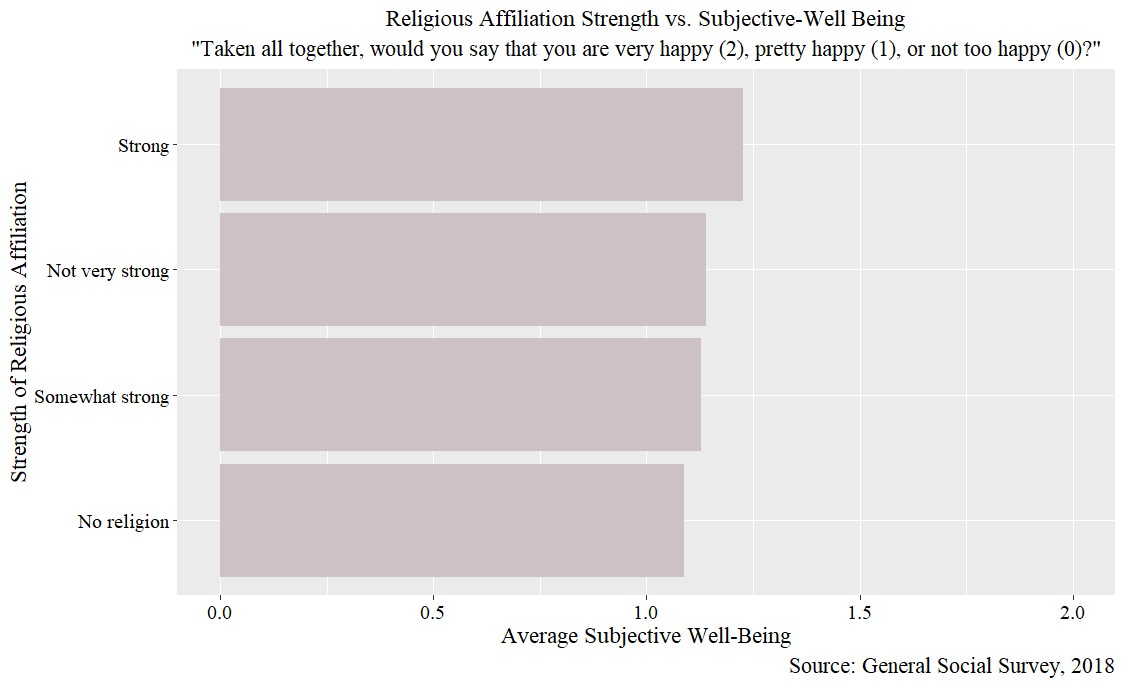 Religious Affiliation Strength vs. Subjective-Well Being
"Taken all together, would you say that you are very happy (2), pretty happy (1), or not too happy (0)?"
Strength of Religious Affiliation
Strong
Not very strong
Somewhat strong
No religion
0.0 0.5 1.0 1.5 2.0
Average Subjective Well-Being
Source: General Social Survey, 2018